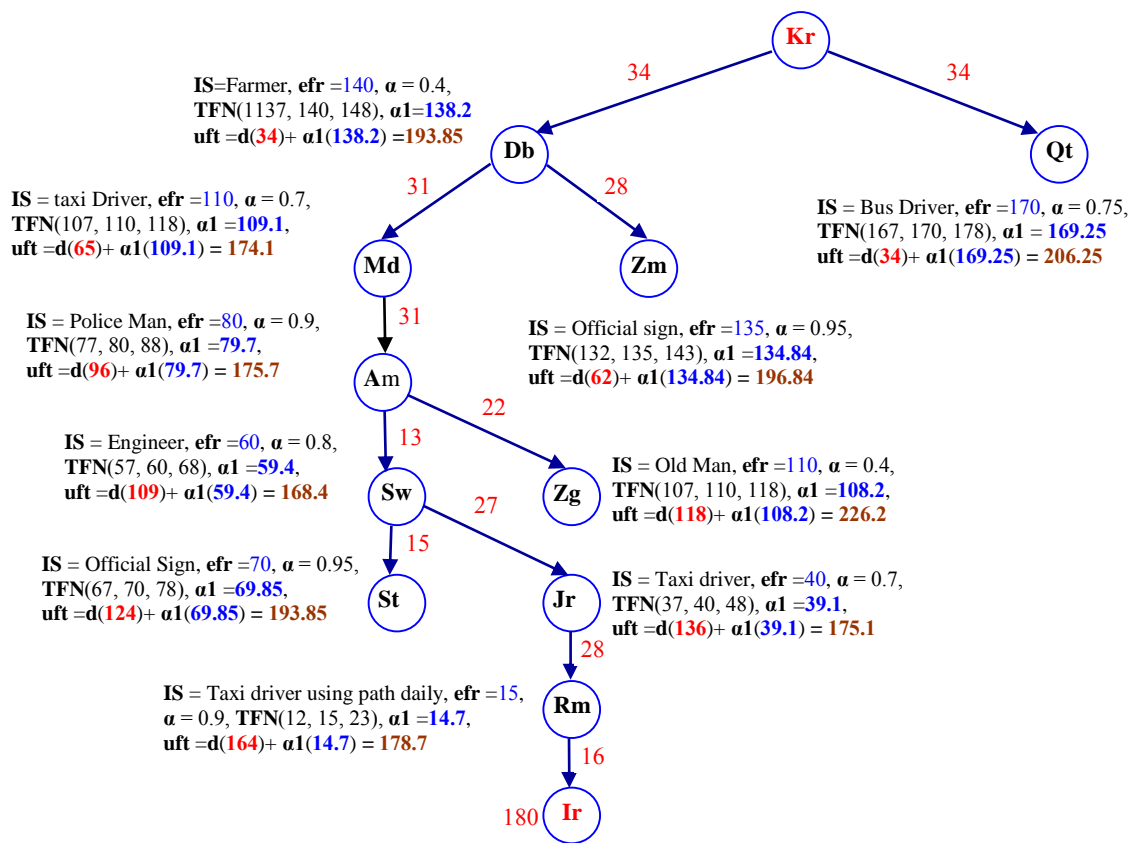 Kr
34
34
IS=Farmer, efr =140, α = 0.4,
TFN(1137, 140, 148), α1=138.2
uft =d(34)+ α1(138.2) =193.85
Db
Qt
31
28
IS = taxi Driver, efr =110, α = 0.7,
TFN(107, 110, 118), α1 =109.1,
uft =d(65)+ α1(109.1) = 174.1
IS = Bus Driver, efr =170, α = 0.75,
TFN(167, 170, 178), α1 = 169.25
uft =d(34)+ α1(169.25) = 206.25
Md
Zm
31
IS = Police Man, efr =80, α = 0.9,
TFN(77, 80, 88), α1 =79.7,
uft =d(96)+ α1(79.7) = 175.7
IS = Official sign, efr =135, α = 0.95,
TFN(132, 135, 143), α1 =134.84,
uft =d(62)+ α1(134.84) = 196.84
Am
22
13
IS = Engineer, efr =60, α = 0.8,
TFN(57, 60, 68), α1 =59.4,
uft =d(109)+ α1(59.4) = 168.4
Sw
Zg
IS = Old Man, efr =110, α = 0.4,
TFN(107, 110, 118), α1 =108.2,
uft =d(118)+ α1(108.2) = 226.2
27
15
IS = Official Sign, efr =70, α = 0.95,
TFN(67, 70, 78), α1 =69.85,
uft =d(124)+ α1(69.85) = 193.85
St
Jr
IS = Taxi driver, efr =40, α = 0.7,
TFN(37, 40, 48), α1 =39.1,
uft =d(136)+ α1(39.1) = 175.1
28
IS = Taxi driver using path daily, efr =15,
α = 0.9, TFN(12, 15, 23), α1 =14.7,
uft =d(164)+ α1(14.7) = 178.7
Rm
16
180
Ir